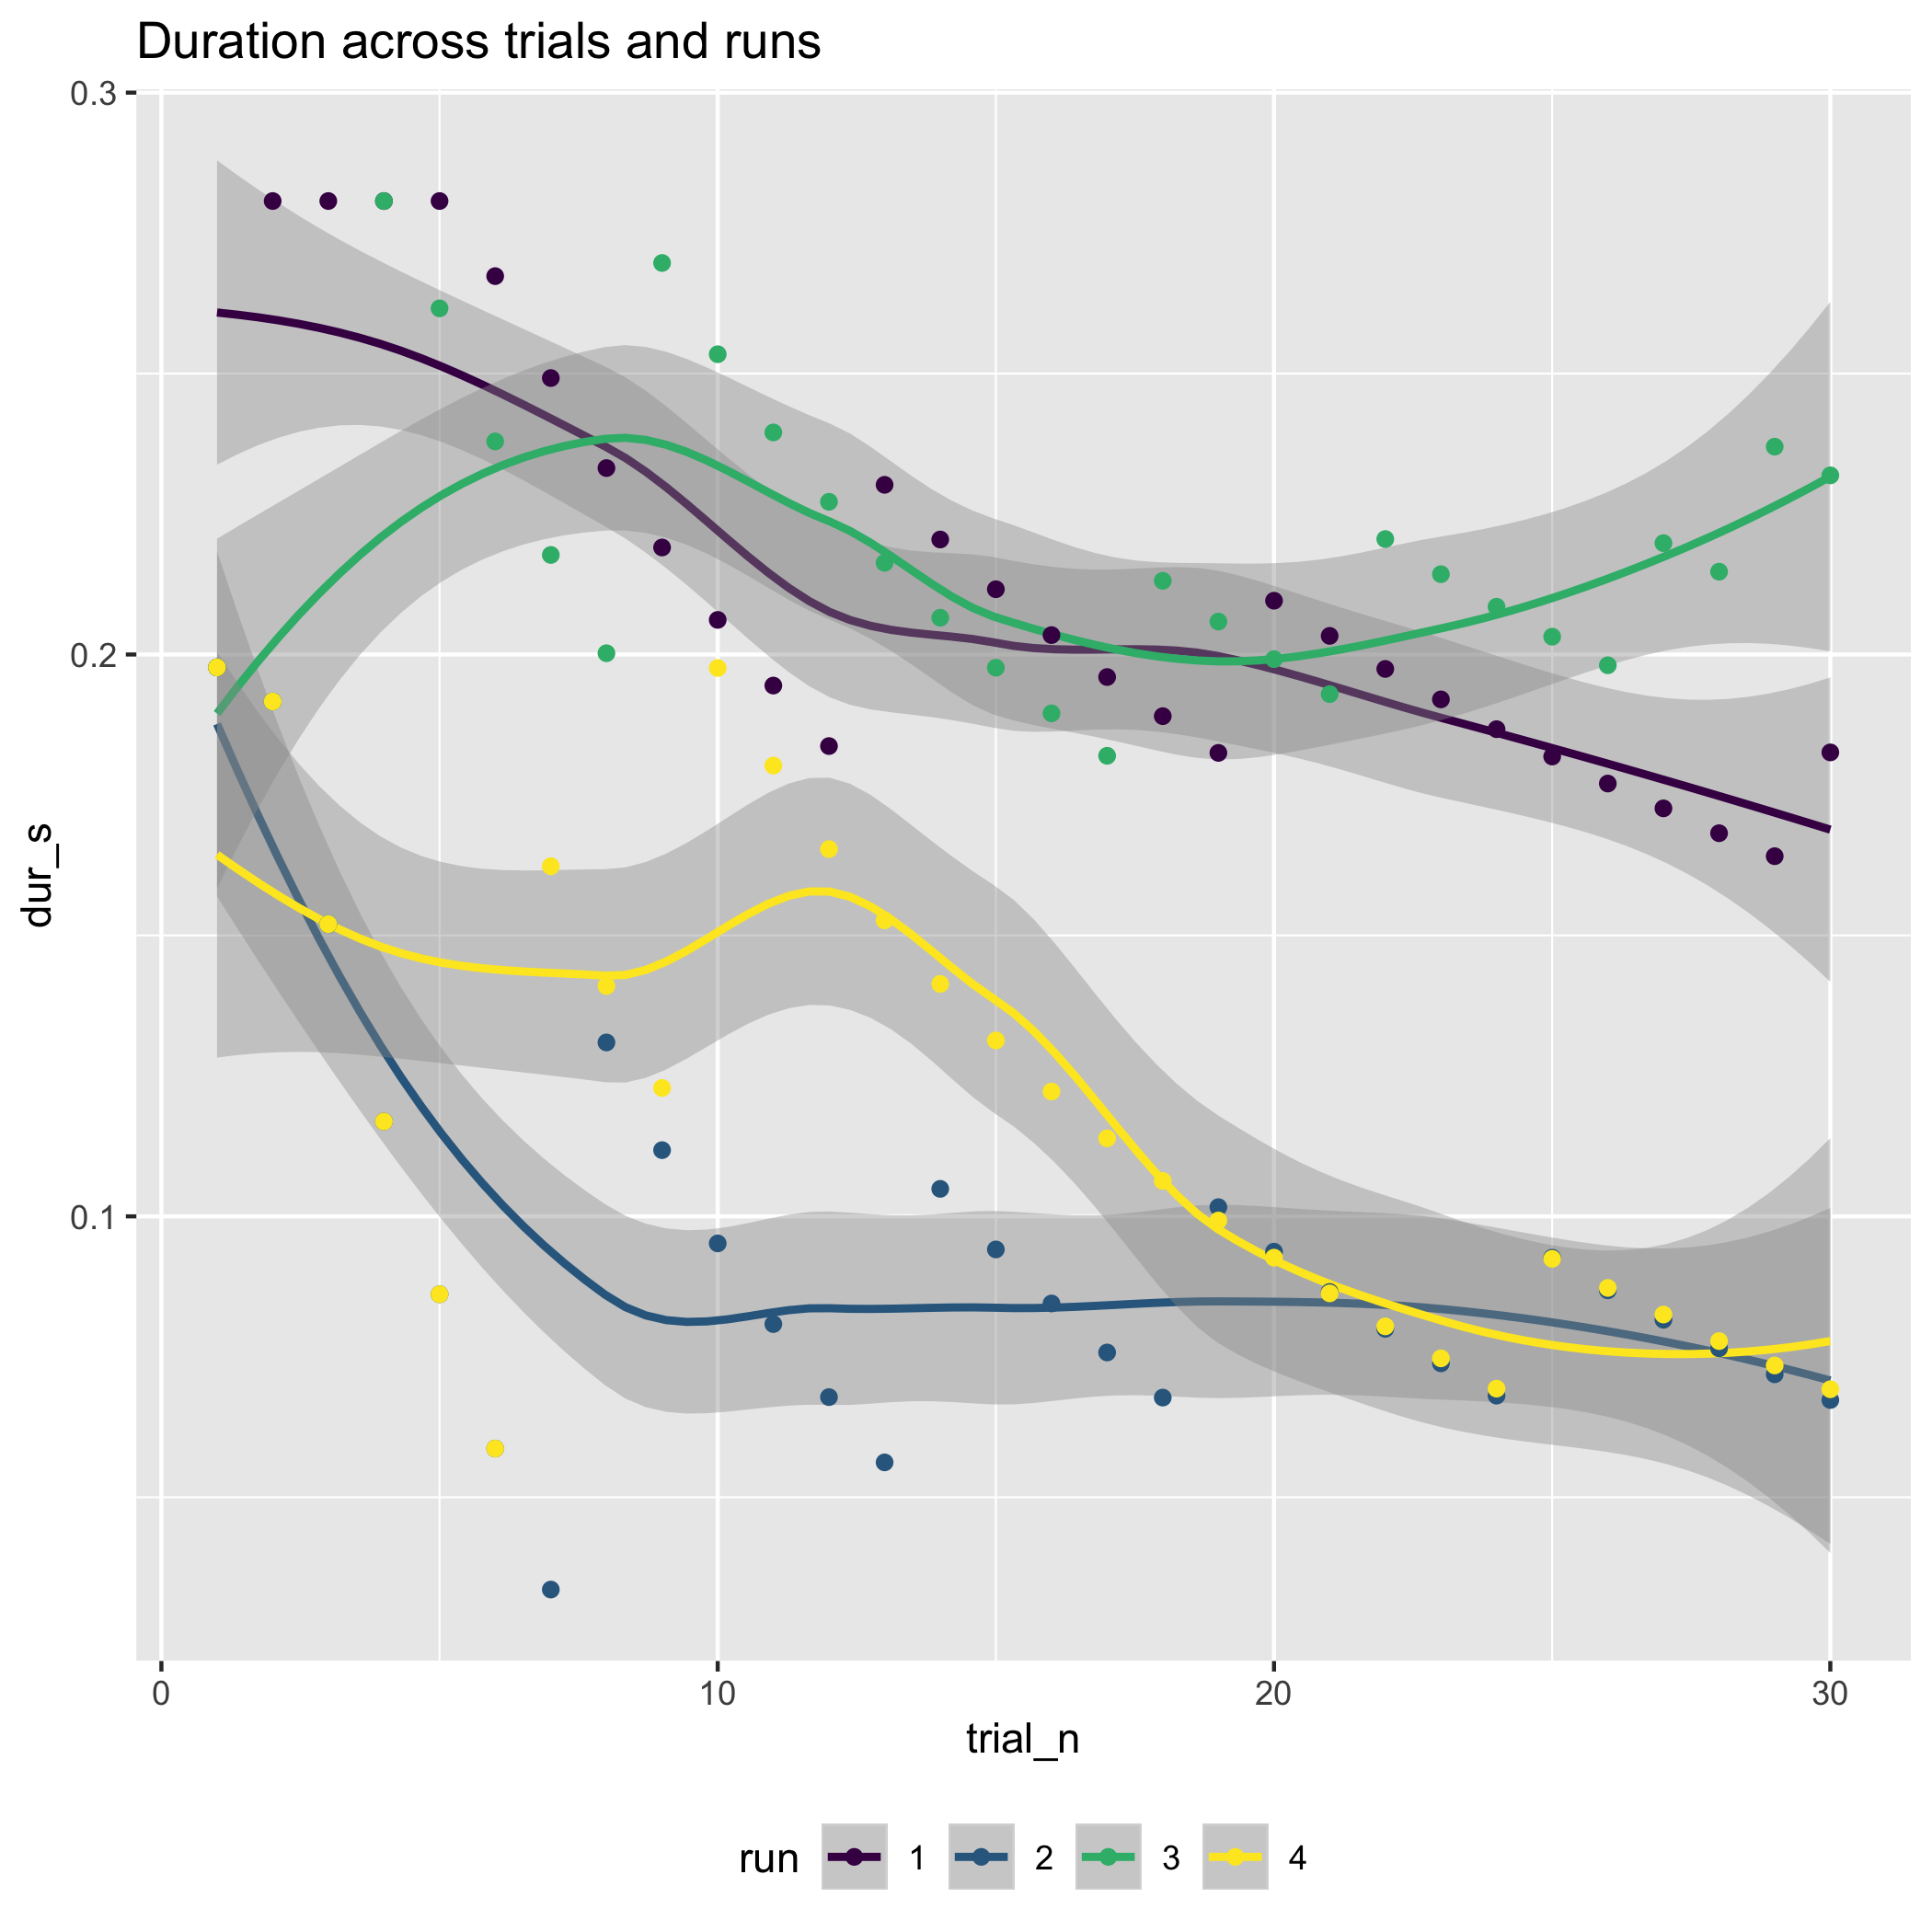 Duration across trials and runs
0.3
0.2
0.1
dur_s
0 10 20 30
trial_n
run 1 2 3 4